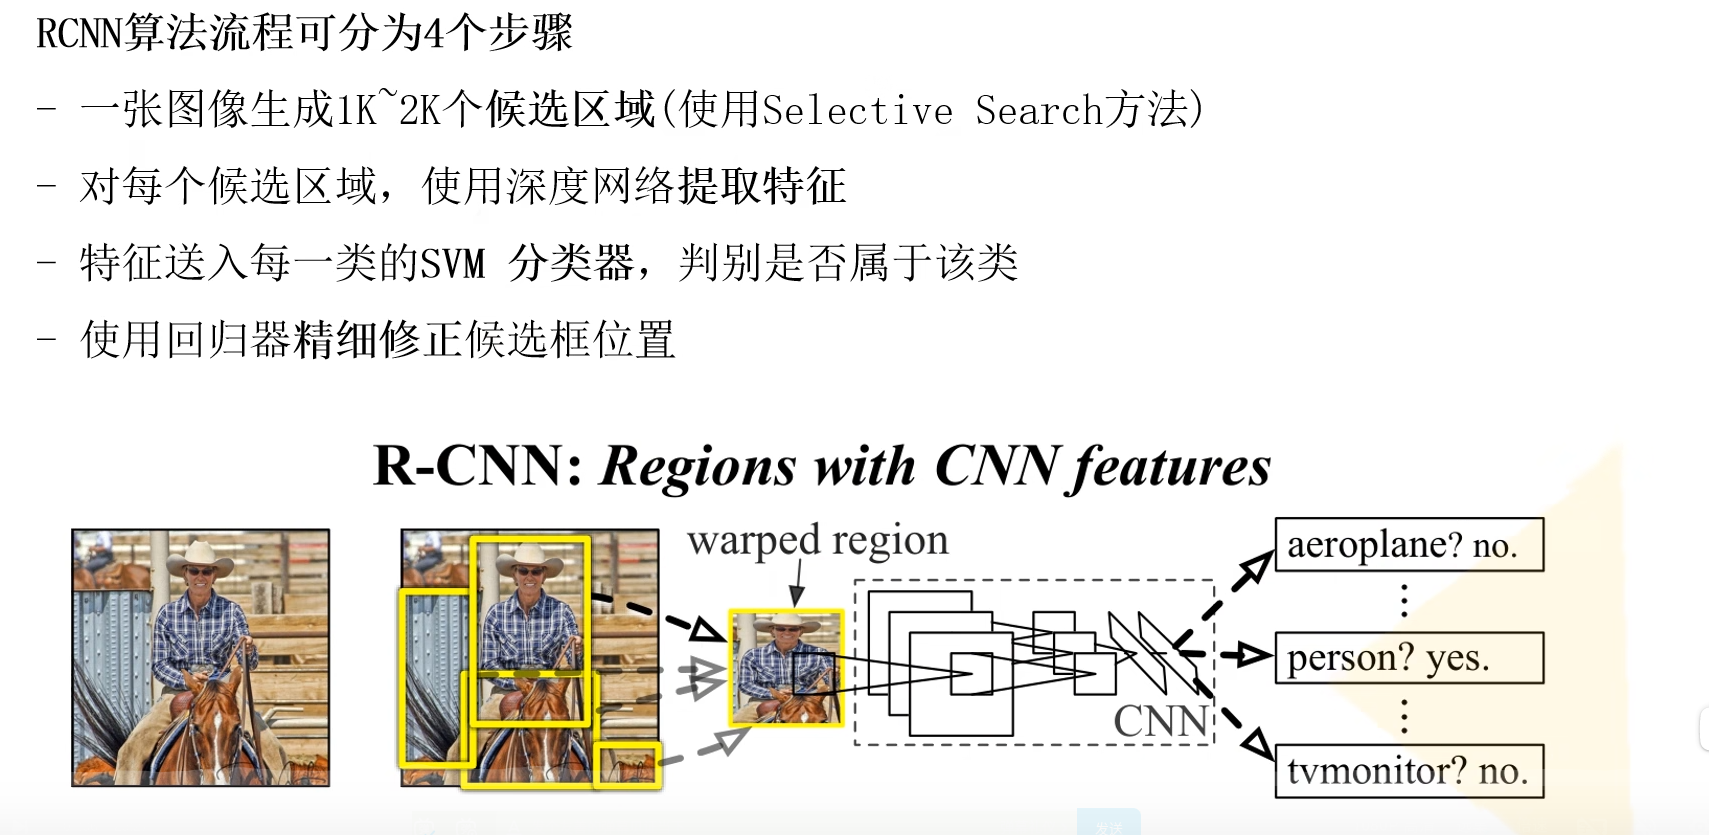 RCNN算法流程可分为4个步骤
- 一张图像生成1K~2K个候选区域(使用Selective Search方法)
- 对每个候选区域，使用深度网络提取特征
- 特征送入每一类的SVM 分类器，判别是否属于该类
- 使用回归器精细修正候选框位置
R-CNN: Regions with CNN features
warped region
aeroplane? no.
person? yes.
CNN
tvmonitor? no.
发送